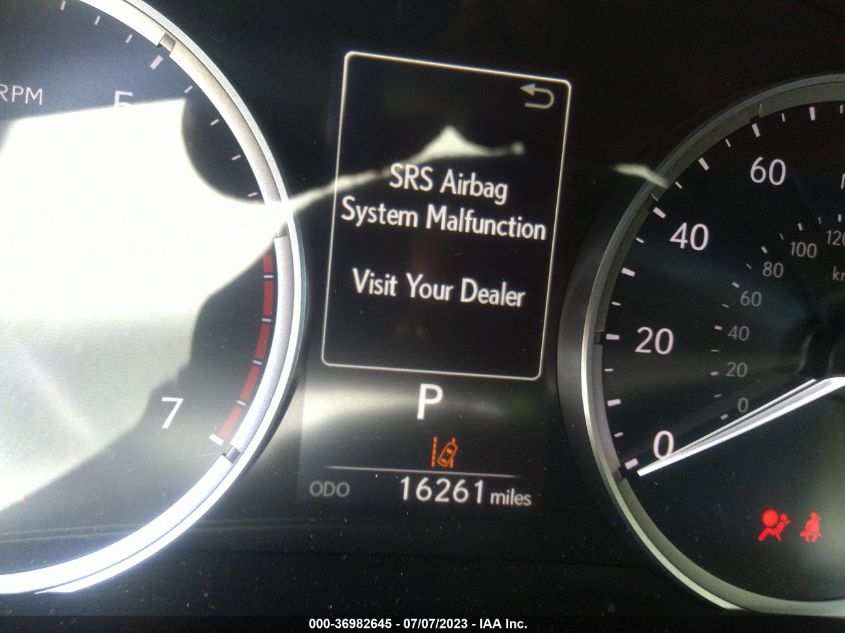 RPM
5
7
SRS Airbag
System Malfunction
Visit Your Dealer
P
ODO 16261 miles
60
40
20
0
120
100
80
60
40
20
0
000-36982645 - 07/07/2023 - IAA Inc.